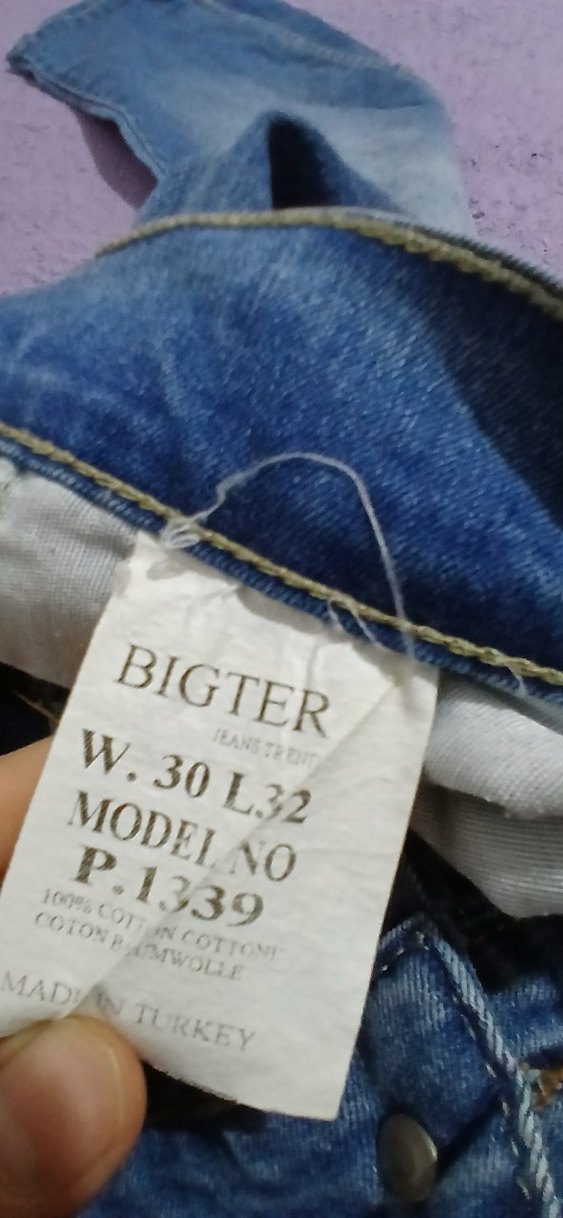 BIGTER
JEANS TREND
W. 30 L32
MODEL NO
P.1339
100% COTTON COTTONE
COTON BAUMWOLLE
MADE IN TURKEY